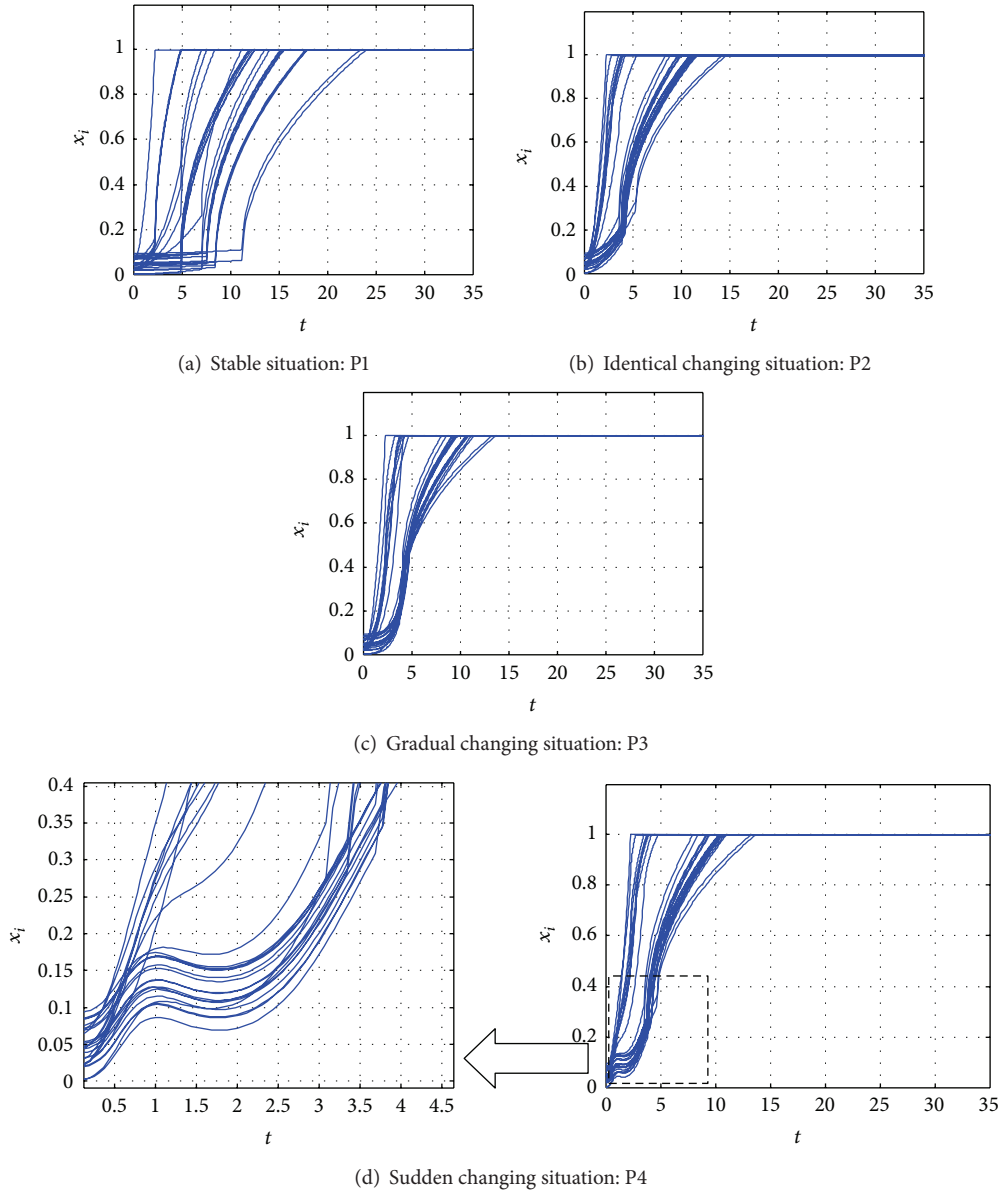 1
0.8
0.6
x_i
0.4
0.2
0
0 5 10 15 20 25 30 35
t
(a) Stable situation: P1
1
0.8
0.6
x_i
0.4
0.2
0
0 5 10 15 20 25 30 35
t
(b) Identical changing situation: P2
1
0.8
0.6
x_i
0.4
0.2
0
0 5 10 15 20 25 30 35
t
(c) Gradual changing situation: P3
0.4
0.35
0.3
0.25
x_i
0.2
0.15
0.1
0.05
0
0.5 1 1.5 2 2.5 3 3.5 4 4.5
t
1
0.8
0.6
x_i
0.4
0.2
0
0 5 10 15 20 25 30 35
t
(d) Sudden changing situation: P4